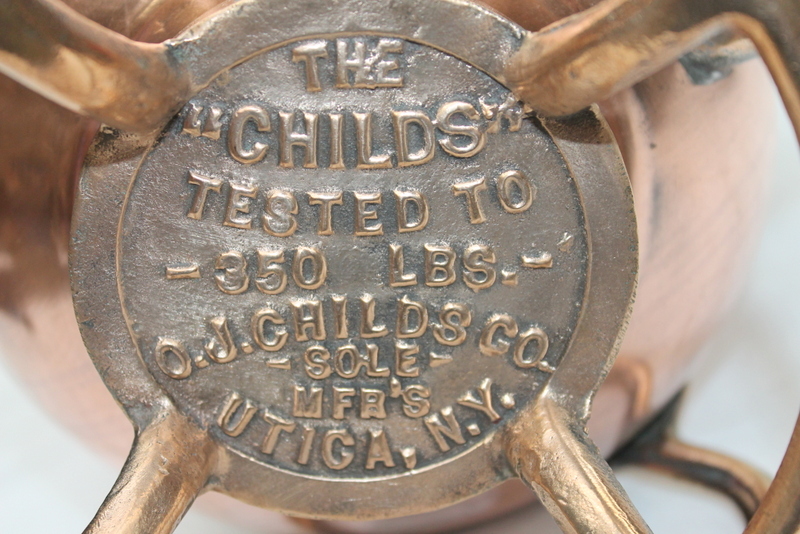 THE
"CHILDS"
TESTED TO
-350 LBS.-
O.J. CHILDS CO.
-SOLE-
MFR'S
UTICA, N.Y.